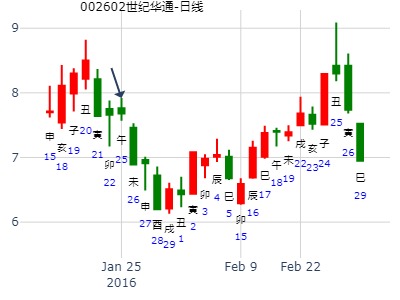 002602世纪华通-日线
9
8
7
6
申
15
亥
18
子
19
丑
20
寅
21
卯
22
午
25
未
26
申
27
酉
28
戌
29
丑
1
寅
2
卯
3
辰
4
巳
5
卯
15
辰
16
巳
17
午
18
未
19
戌
22
亥
23
子
24
丑
25
寅
26
巳
29
Jan 25
2016
Feb 9
Feb 22